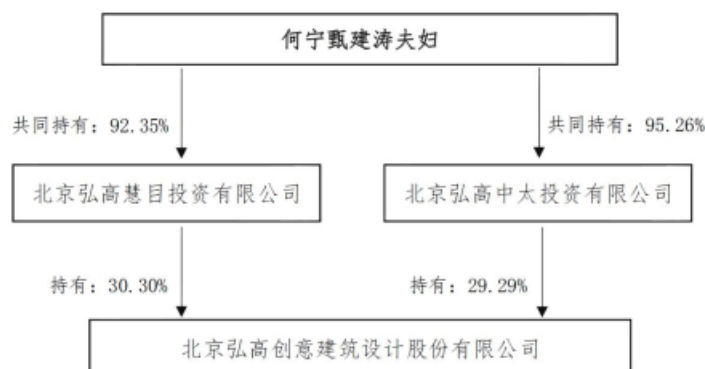 何宁甄建涛夫妇
共同持有：92.35%
共同持有：95.26%
北京弘高慧目投资有限公司
北京弘高中太投资有限公司
持有：30.30%
持有：29.29%
北京弘高创意建筑设计股份有限公司